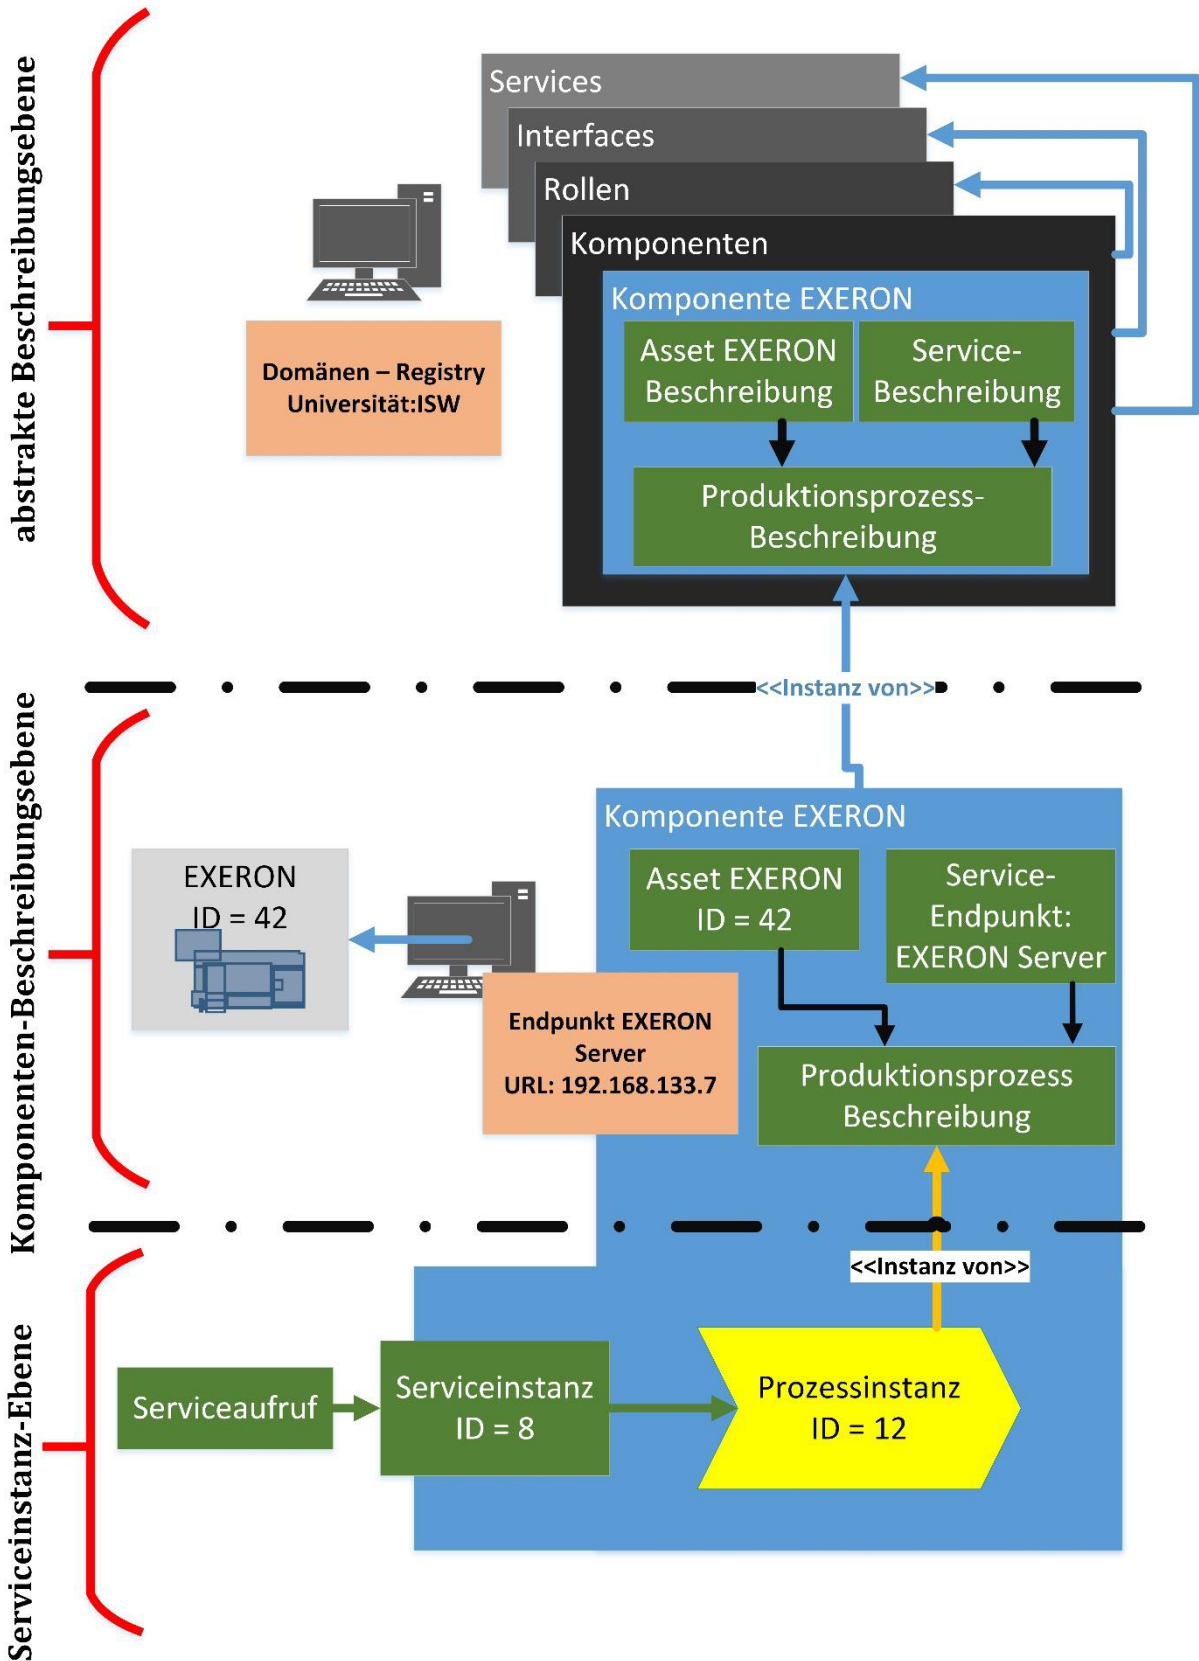 abstrakte Beschreibungsebene
Services
Interfaces
Rollen
Komponenten
Komponente EXERON
Asset EXERON
Beschreibung
Service-
Beschreibung
Produktionsprozess-
Beschreibung
Domänen – Registry
Universität:ISW
<<Instanz von>>
Komponenten-Beschreibungsebene
EXERON
ID = 42
Endpunkt EXERON
Server
URL: 192.168.133.7
Komponente EXERON
Asset EXERON
ID = 42
Service-
Endpunkt:
EXERON Server
Produktionsprozess
Beschreibung
<<Instanz von>>
Serviceinstanz-Ebene
Serviceaufruf
Serviceinstanz
ID = 8
Prozessinstanz
ID = 12